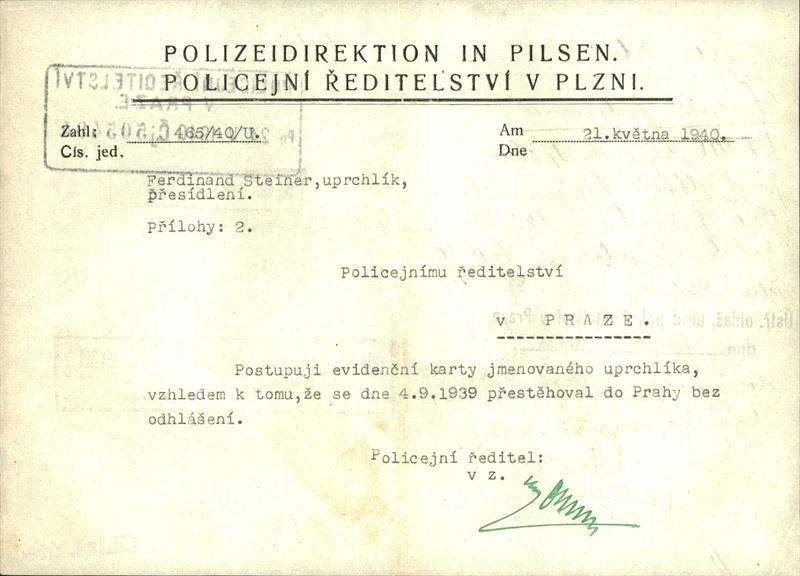 POLIZEIDIREKTION IN PILSEN.
POLICEJNÍ ŘEDITELSTVÍ V PLZNI.
Zahl: 465/40/U.
Čís. jed.
Am 21.května 1940.
Dne
Ferdinand Steiner,uprchlík,
přesídlení.
Přílohy: 2.
Policejnímu ředitelství
v PRAZE.
Postupuji evidenční karty jmenovaného uprchlíka,
vzhledem k tomu,že se dne 4.9.1939 přestěhoval do Prahy bez
odhlášení.
Policejní ředitel:
v z.